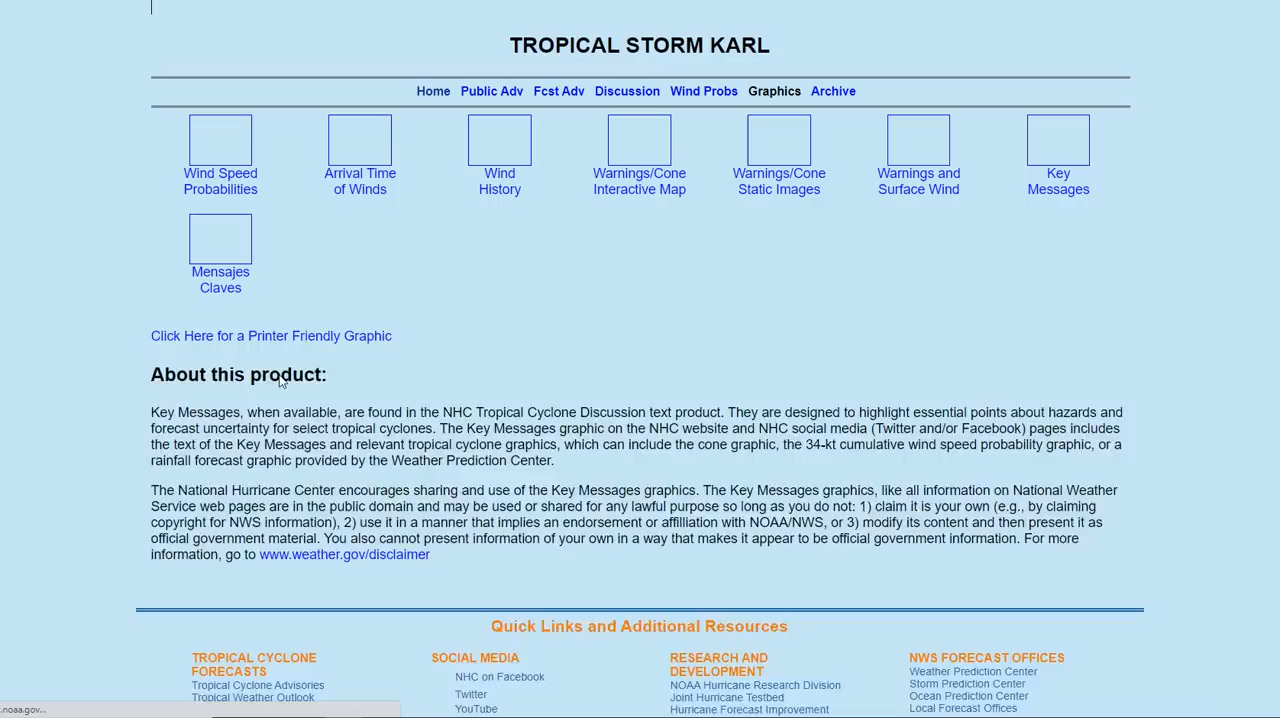 TROPICAL STORM KARL
Home Public Adv Fcst Adv Discussion Wind Probs Graphics Archive
Wind Speed
Probabilities
Arrival Time
of Winds
Wind
History
Warnings/Cone
Interactive Map
Warnings/Cone
Static Images
Warnings and
Surface Wind
Key
Messages
Mensajes
Claves
Click Here for a Printer Friendly Graphic
About this product:
Key Messages, when available, are found in the NHC Tropical Cyclone Discussion text product. They are designed to highlight essential points about hazards and
forecast uncertainty for select tropical cyclones. The Key Messages graphic on the NHC website and NHC social media (Twitter and/or Facebook) pages includes
the text of the Key Messages and relevant tropical cyclone graphics, which can include the cone graphic, the 34-kt cumulative wind speed probability graphic, or a
rainfall forecast graphic provided by the Weather Prediction Center.
The National Hurricane Center encourages sharing and use of the Key Messages graphics. The Key Messages graphics, like all information on National Weather
Service web pages are in the public domain and may be used or shared for any lawful purpose so long as you do not: 1) claim it is your own (e.g., by claiming
copyright for NWS information), 2) use it in a manner that implies an endorsement or affilliation with NOAA/NWS, or 3) modify its content and then present it as
official government material. You also cannot present information of your own in a way that makes it appear to be official government information. For more
information, go to www.weather.gov/disclaimer
Quick Links and Additional Resources
TROPICAL CYCLONE
FORECASTS
Tropical Cyclone Advisories
Tropical Weather Outlook
SOCIAL MEDIA
NHC on Facebook
Twitter
YouTube
RESEARCH AND
DEVELOPMENT
NOAA Hurricane Research Division
Joint Hurricane Testbed
Hurricane Forecast Improvement
NWS FORECAST OFFICES
Weather Prediction Center
Storm Prediction Center
Ocean Prediction Center
Local Forecast Offices
.noaa.gov...